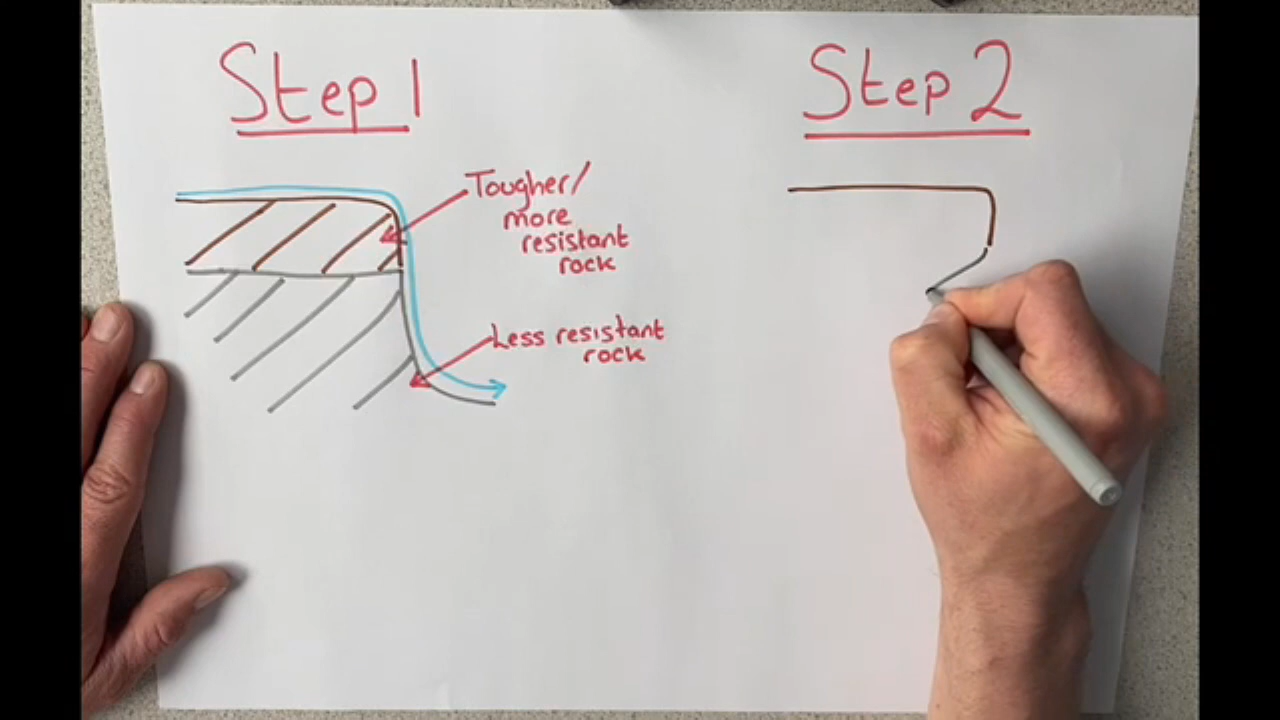 Step 1
Step 2
Tougher/
more
resistant
rock
Less resistant
rock